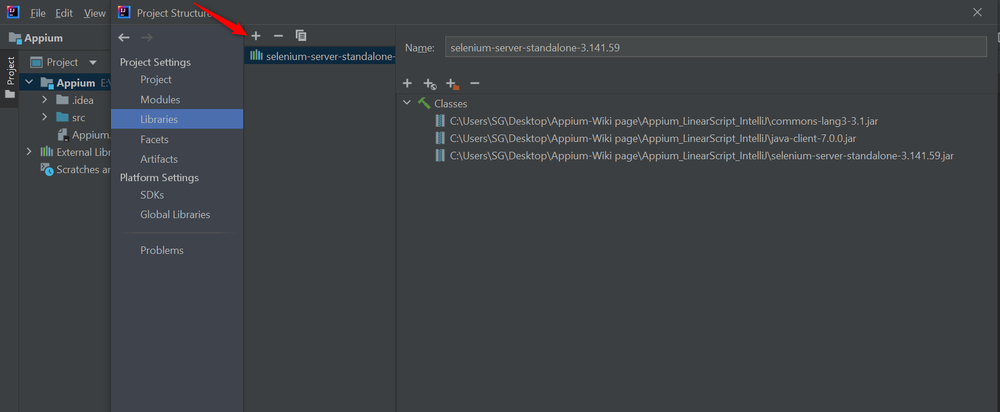 File Edit View
Project Structure
Appium
Project
Project
Appium E:\
.idea
src
Appium.
External Libr
Scratches ar
Project Settings
Project
Modules
Libraries
Facets
Artifacts
Platform Settings
SDKs
Global Libraries
Problems
selenium-server-standalone-
Name: selenium-server-standalone-3.141.59
Classes
C:\Users\SG\Desktop\Appium-Wiki page\Appium_LinearScript_IntelliJ\commons-lang3-3.1.jar
C:\Users\SG\Desktop\Appium-Wiki page\Appium_LinearScript_IntelliJ\java-client-7.0.0.jar
C:\Users\SG\Desktop\Appium-Wiki page\Appium_LinearScript_IntelliJ\selenium-server-standalone-3.141.59.jar